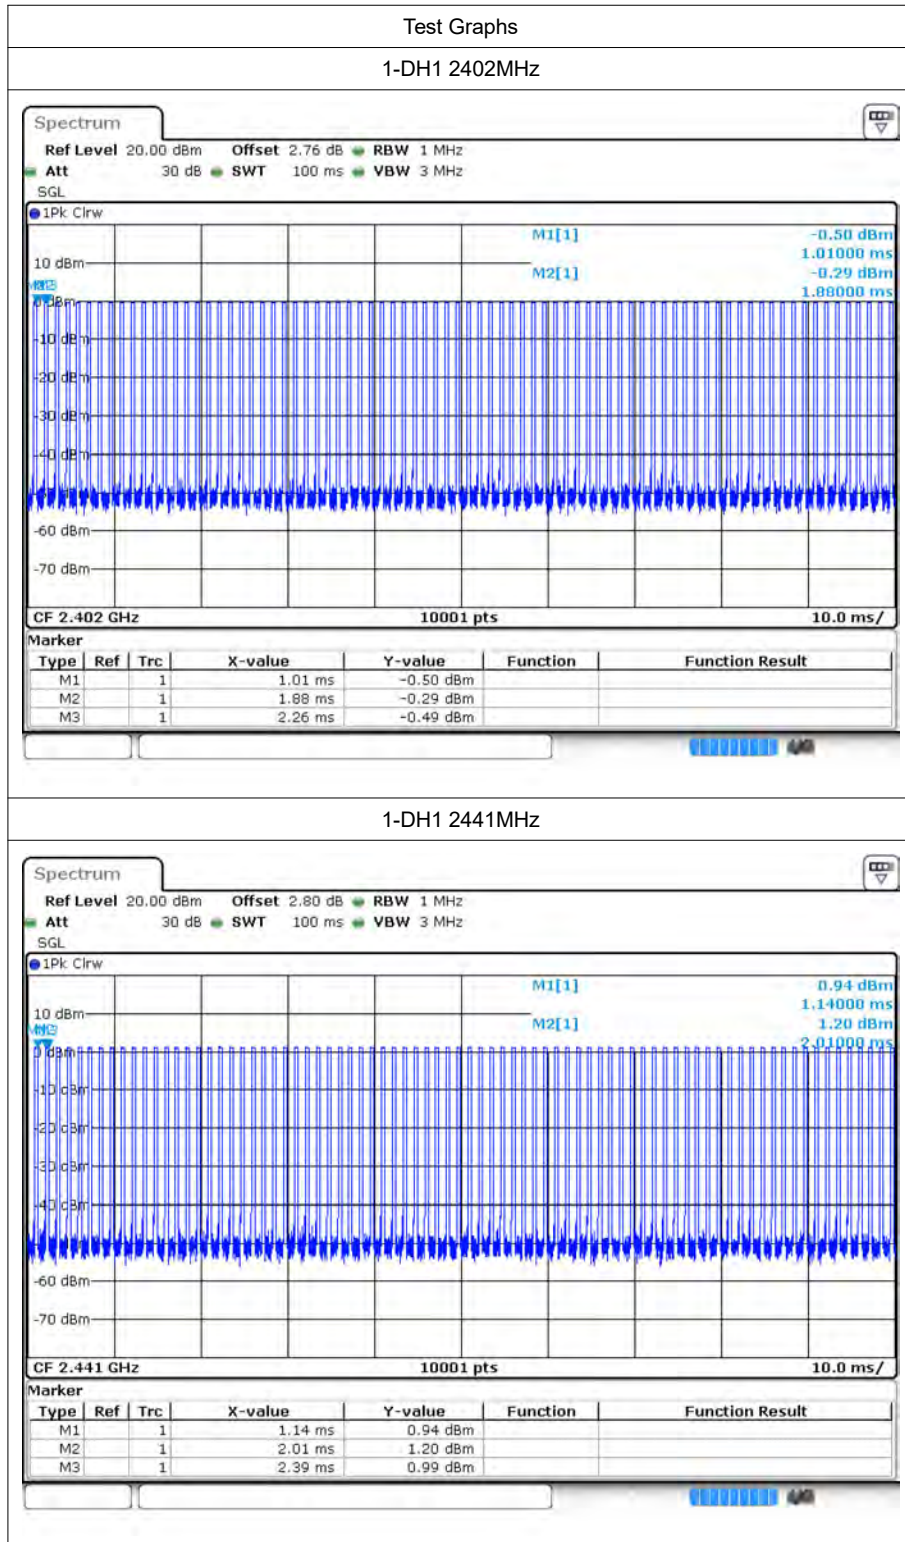 Test Graphs
1-DH1 2402MHz
Spectrum
Ref Level 20.00 dBm Offset 2.76 dB RBW 1 MHz
Att 30 dB SWT 100 ms VBW 3 MHz
SGL
1Pk Clrw
M1[1] -0.50 dBm
1.01000 ms
10 dBm
M2[1] -0.29 dBm
1.88000 ms
-10 dBm
-20 dBm
-30 dBm
-40 dBm
-60 dBm
-70 dBm
CF 2.402 GHz 10001 pts 10.0 ms/
Marker
Type Ref Trc X-value Y-value Function Function Result
M1 1 1.01 ms -0.50 dBm
M2 1 1.88 ms -0.29 dBm
M3 1 2.26 ms -0.49 dBm
1-DH1 2441MHz
Spectrum
Ref Level 20.00 dBm Offset 2.80 dB RBW 1 MHz
Att 30 dB SWT 100 ms VBW 3 MHz
SGL
1Pk Clrw
M1[1] 0.94 dBm
1.14000 ms
10 dBm
M2[1] 1.20 dBm
2.01000 ms
0 dBm
-10 dBm
-20 dBm
-30 dBm
-40 dBm
-60 dBm
-70 dBm
CF 2.441 GHz 10001 pts 10.0 ms/
Marker
Type Ref Trc X-value Y-value Function Function Result
M1 1 1.14 ms 0.94 dBm
M2 1 2.01 ms 1.20 dBm
M3 1 2.39 ms 0.99 dBm